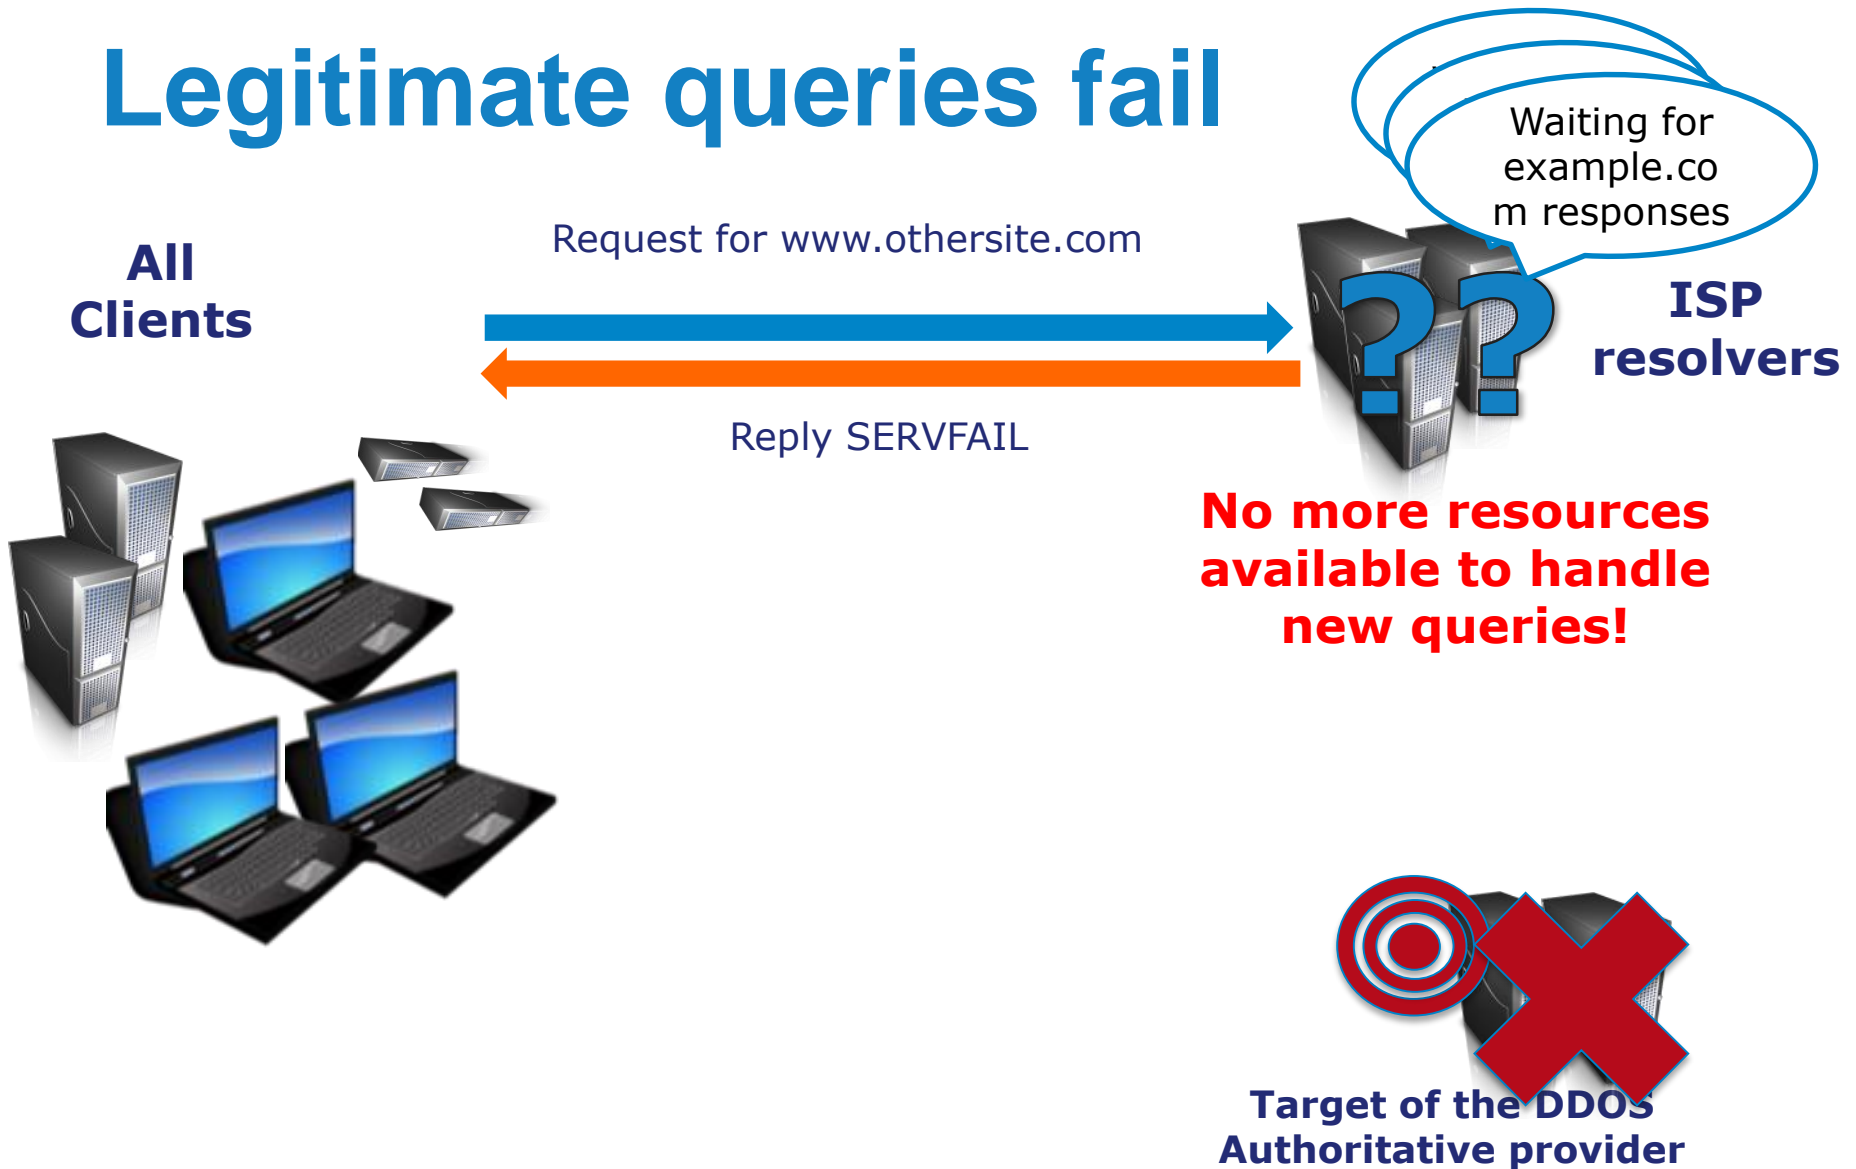 Legitimate queries fail
Waiting for
example.co
m responses
Request for www.othersite.com
All
Clients
ISP
resolvers
??
Reply SERVFAIL
No more resources
available to handle
new queries!
Target of the DDOS
Authoritative provider